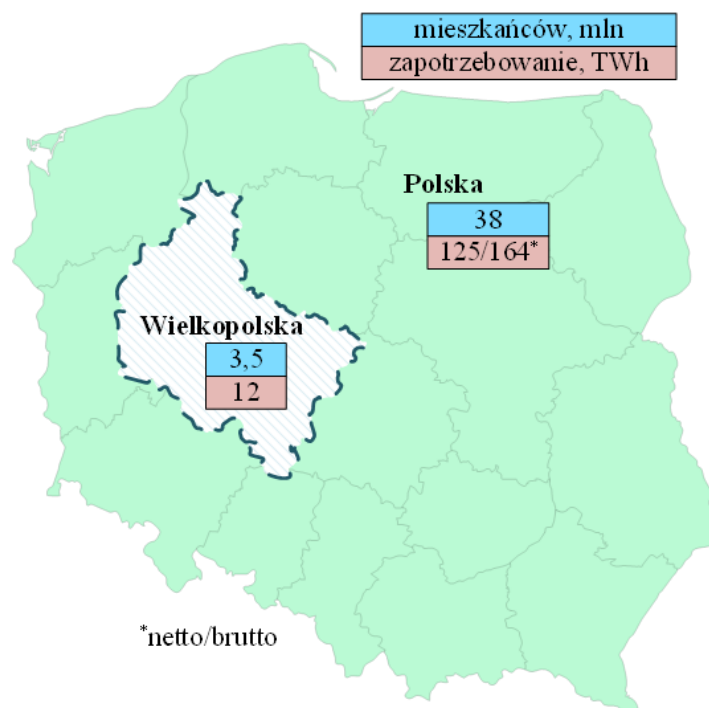 mieszkańców, mln
zapotrzebowanie, TWh
Polska
38
125/164*
Wielkopolska
3,5
12
*netto/brutto